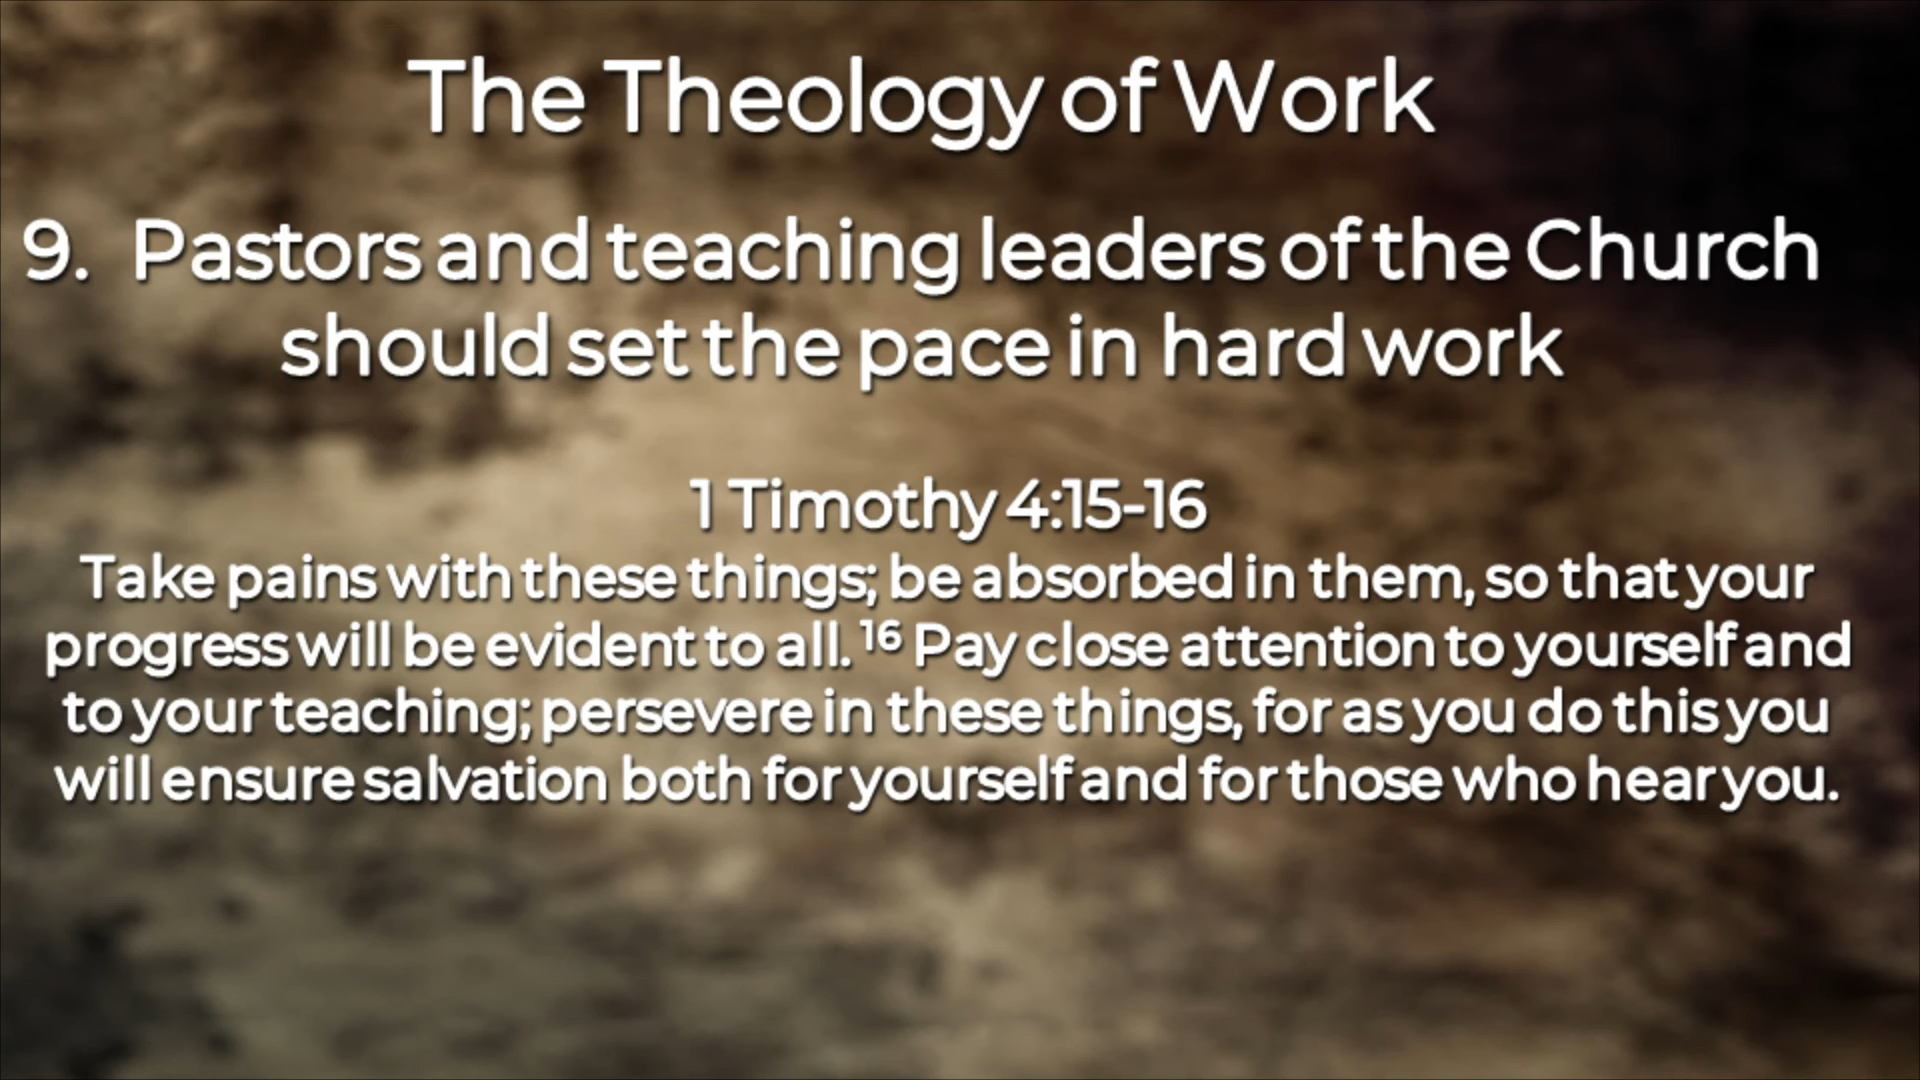 The Theology of Work
9. Pastors and teaching leaders of the Church
should set the pace in hard work
1 Timothy 4:15-16
Take pains with these things; be absorbed in them, so that your
progress will be evident to all. ¹⁶ Pay close attention to yourself and
to your teaching; persevere in these things, for as you do this you
will ensure salvation both for yourself and for those who hear you.